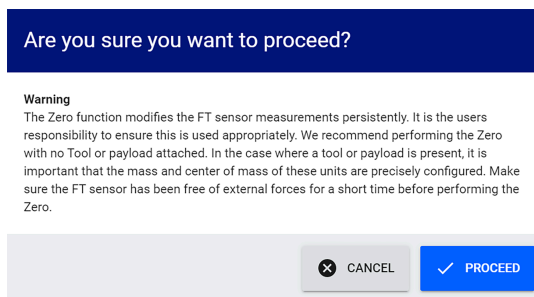 Are you sure you want to proceed?
Warning
The Zero function modifies the FT sensor measurements persistently. It is the users
responsibility to ensure this is used appropriately. We recommend performing the Zero
with no Tool or payload attached. In the case where a tool or payload is present, it is
important that the mass and center of mass of these units are precisely configured. Make
sure the FT sensor has been free of external forces for a short time before performing the
Zero.
CANCEL PROCEED